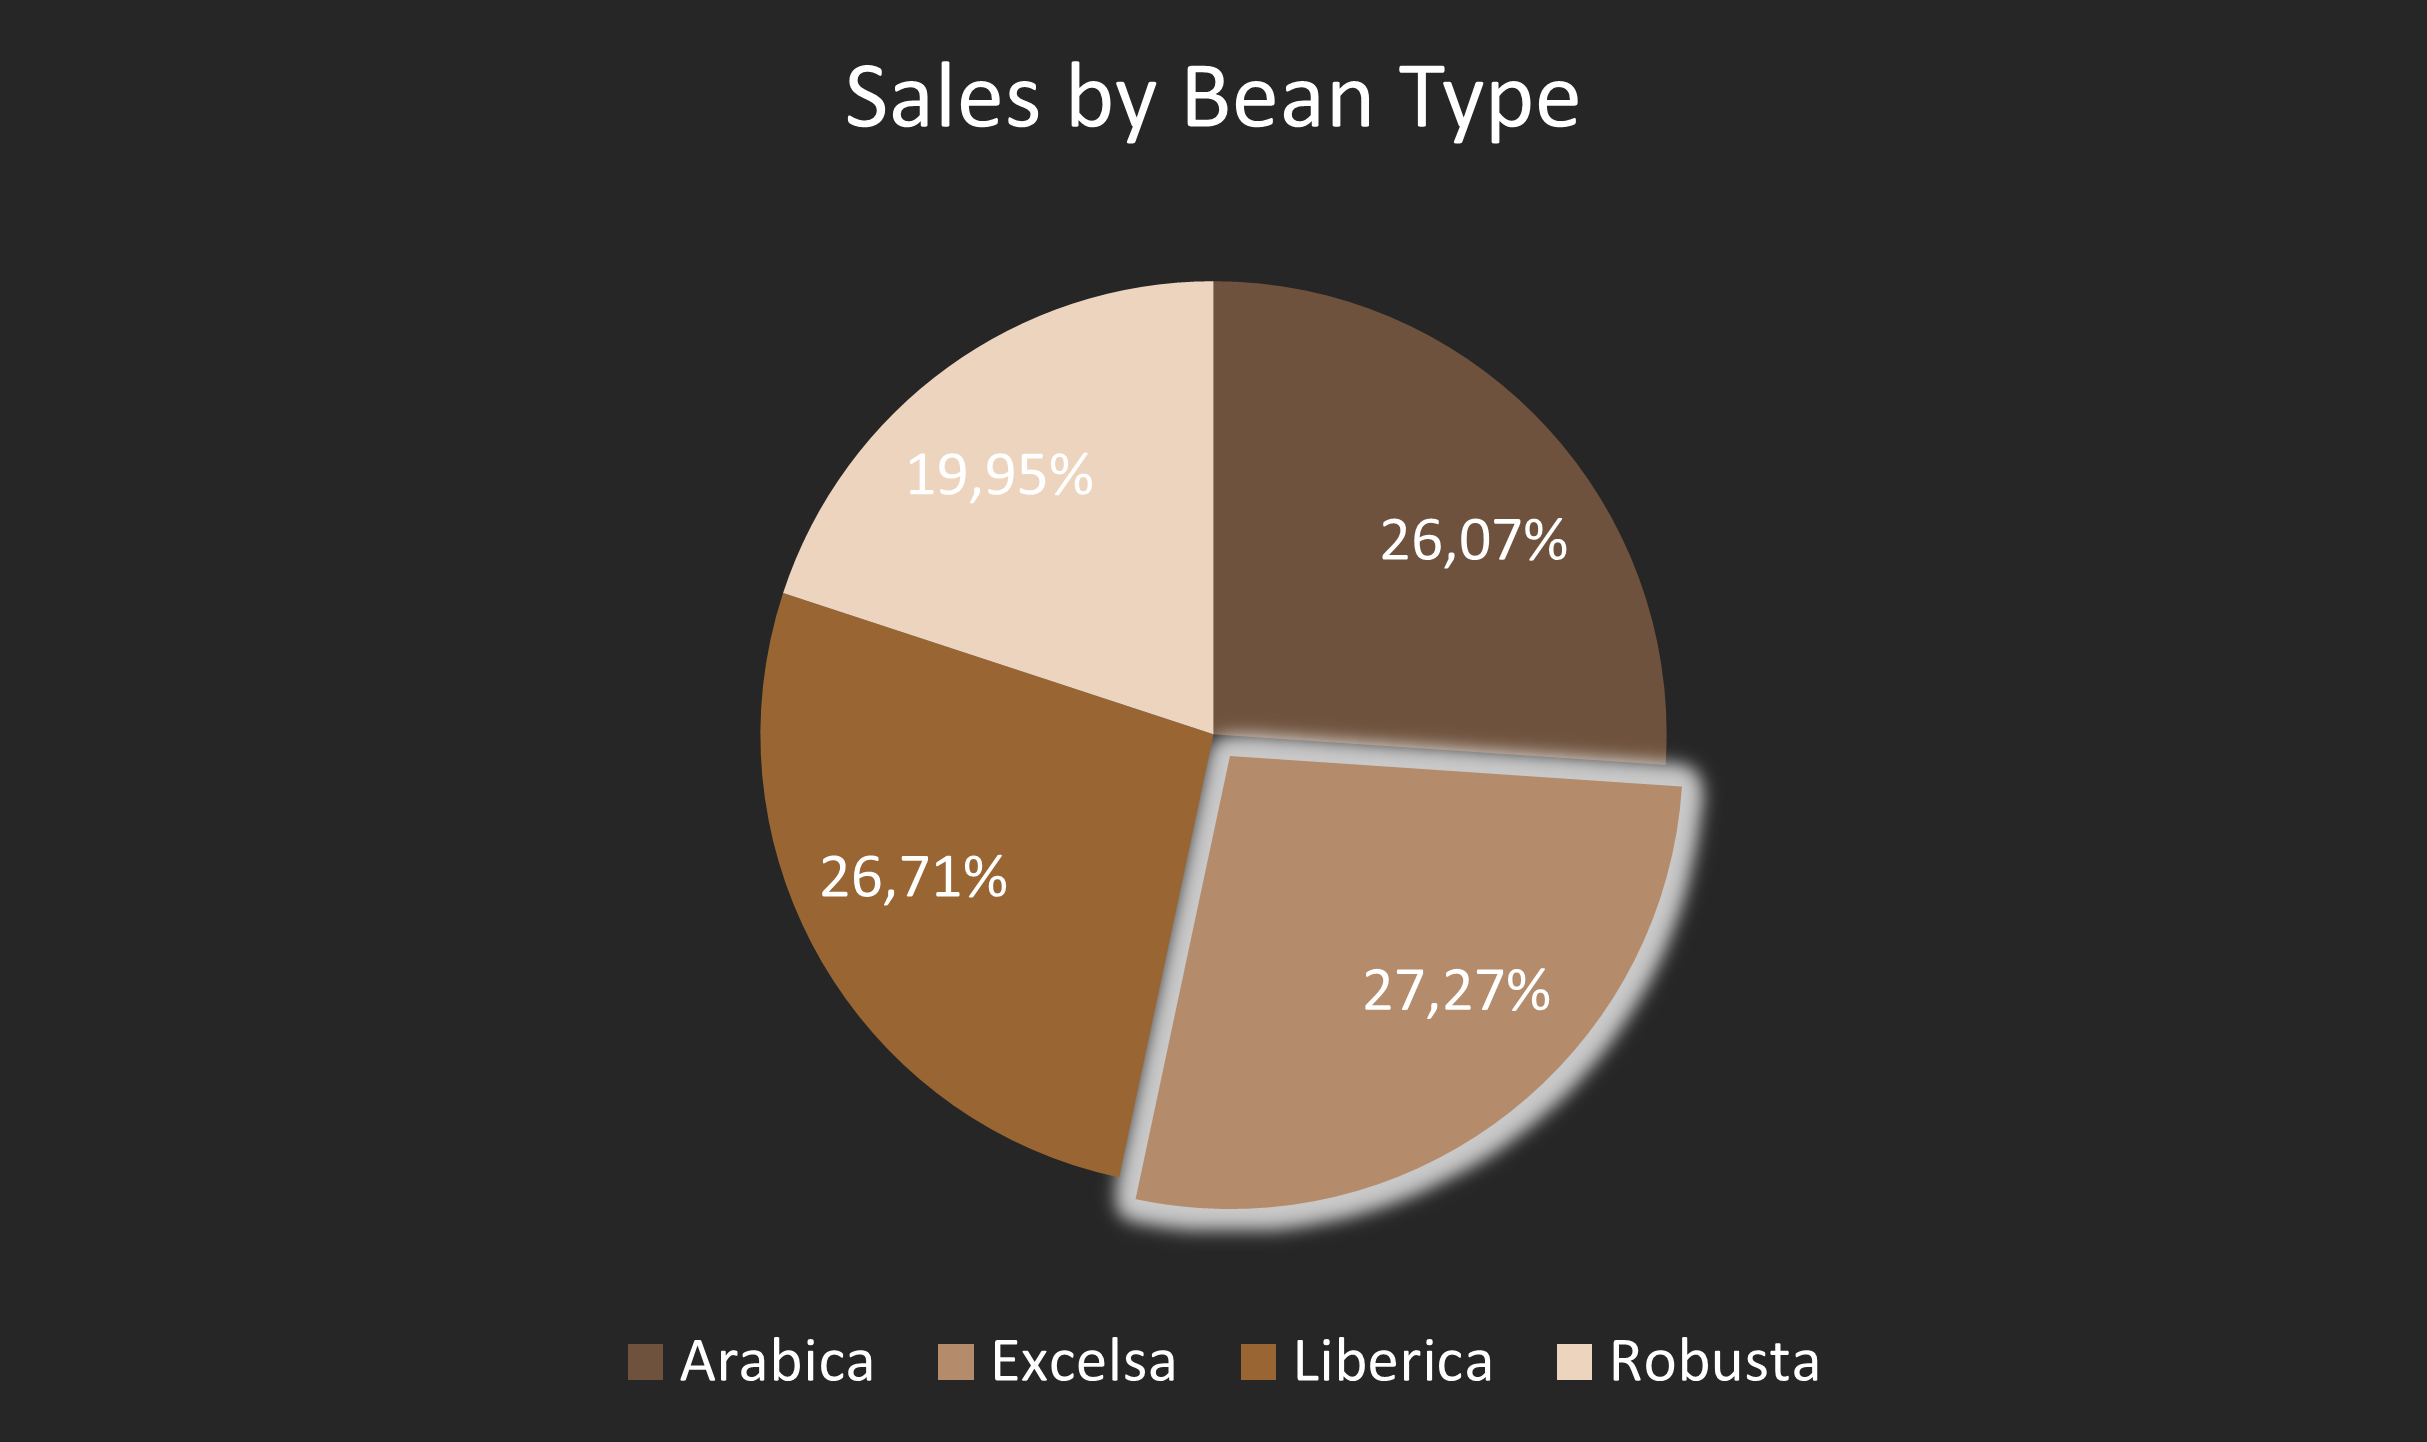 Sales by Bean Type
19,95%
26,07%
26,71%
27,27%
Arabica Excelsa Liberica Robusta